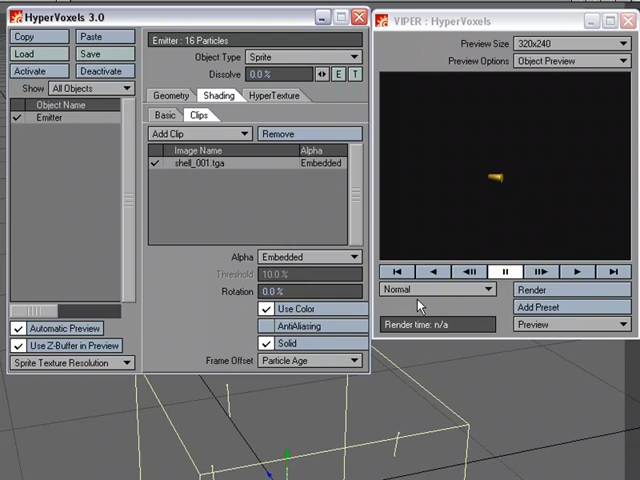 HyperVoxels 3.0
Copy
Paste
Load
Save
Activate
Deactivate
Show
All Objects
Object Name
Emitter
Automatic Preview
Use Z-Buffer in Preview
Sprite Texture Resolution
Emitter : 16 Particles
Object Type
Sprite
Dissolve
0.0 %
E
T
Geometry
Shading
HyperTexture
Basic
Clips
Add Clip
Remove
Image Name
Alpha
shell_001.tga
Embedded
Alpha
Embedded
Threshold
10.0 %
Rotation
0.0 %
Use Color
AntiAliasing
Solid
Frame Offset
Particle Age
VIPER : HyperVoxels
Preview Size
320x240
Preview Options
Object Preview
Normal
Render
Add Preset
Render time: n/a
Preview